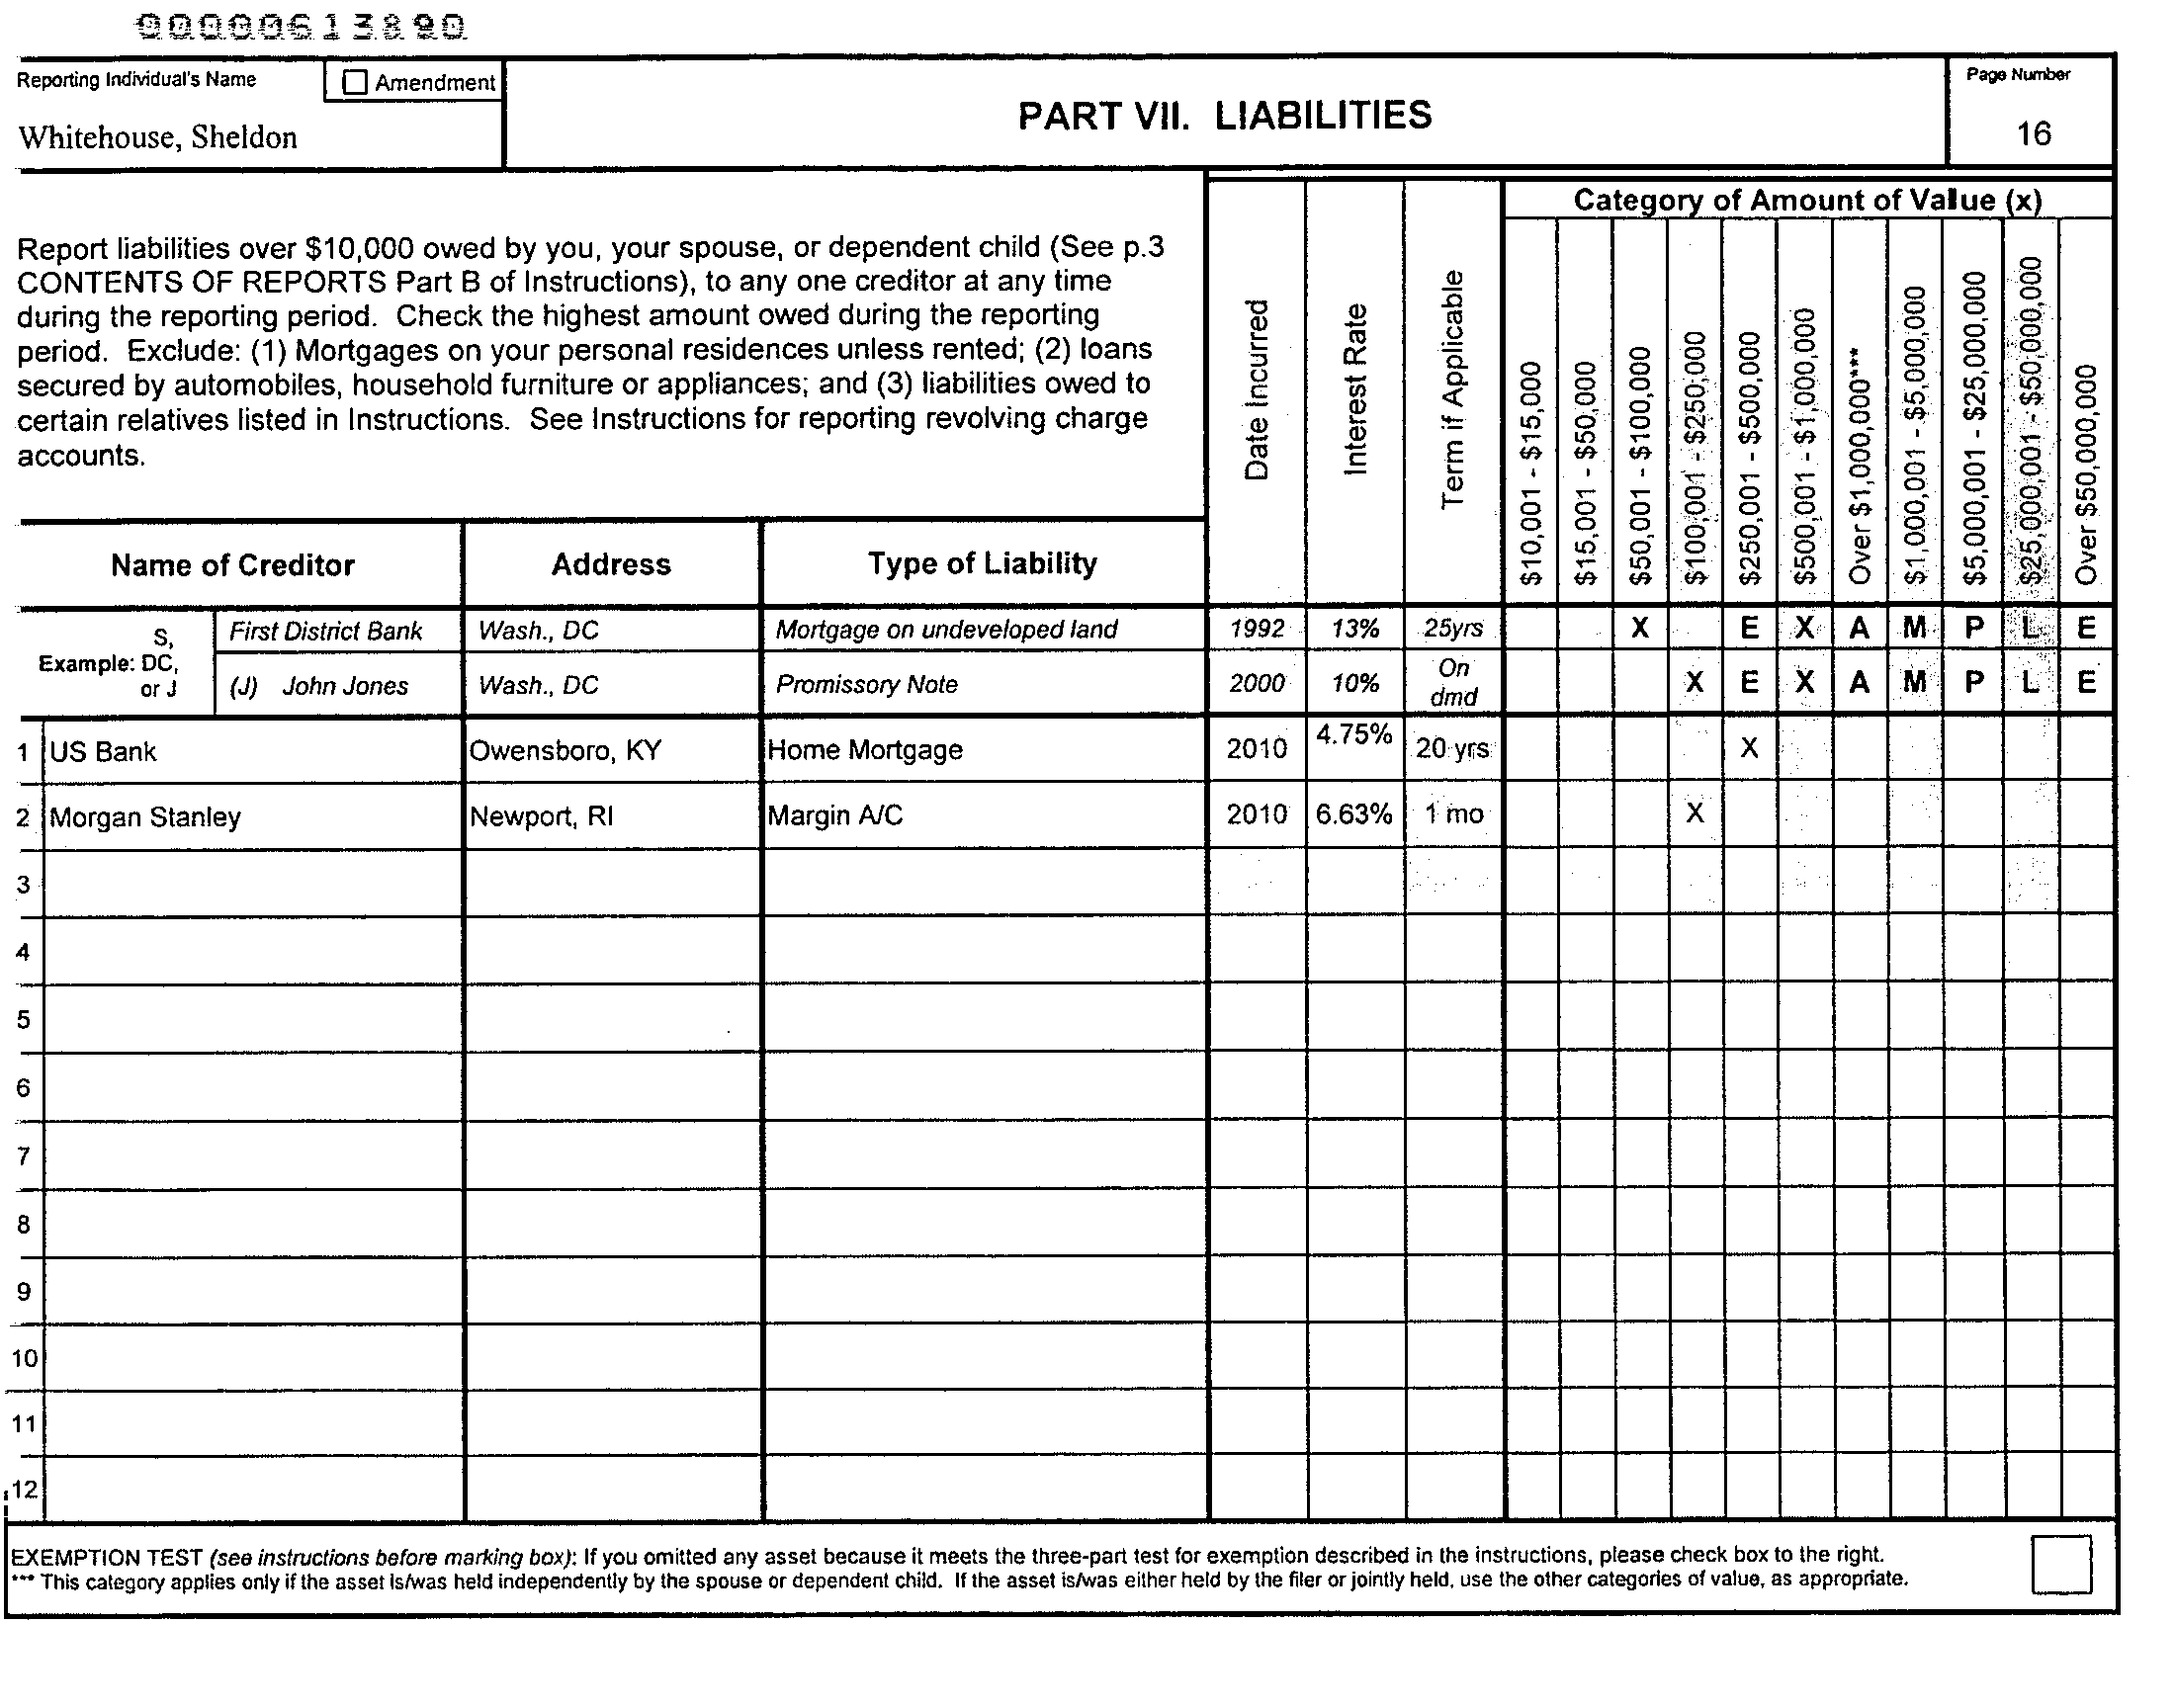 00000613890
Reporting Individual's Name
☐ Amendment
Whitehouse, Sheldon
PART VII. LIABILITIES
Page Number
16
Report liabilities over $10,000 owed by you, your spouse, or dependent child (See p.3
CONTENTS OF REPORTS Part B of Instructions), to any one creditor at any time
during the reporting period. Check the highest amount owed during the reporting
period. Exclude: (1) Mortgages on your personal residences unless rented; (2) loans
secured by automobiles, household furniture or appliances; and (3) liabilities owed to
certain relatives listed in Instructions. See Instructions for reporting revolving charge
accounts.
Date Incurred
Interest Rate
Term if Applicable
Category of Amount of Value (x)
$10,001 - $15,000
$15,001 - $50,000
$50,001 - $100,000
$100,001 - $250,000
$250,001 - $500,000
$500,001 - $1,000,000
Over $1,000,000***
$1,000,001 - $5,000,000
$5,000,001 - $25,000,000
$25,000,001 - $50,000,000
Over $50,000,000
Name of Creditor Address Type of Liability
Example: S, DC, or J
First District Bank Wash., DC Mortgage on undeveloped land 1992 13% 25yrs X E X A M P L E
(J) John Jones Wash., DC Promissory Note 2000 10% On dmd X E X A M P L E
1 US Bank Owensboro, KY Home Mortgage 2010 4.75% 20 yrs X
2 Morgan Stanley Newport, RI Margin A/C 2010 6.63% 1 mo X
3
4
5
6
7
8
9
10
11
12
EXEMPTION TEST (see instructions before marking box): If you omitted any asset because it meets the three-part test for exemption described in the instructions, please check box to the right.
*** This category applies only if the asset is/was held independently by the spouse or dependent child. If the asset is/was either held by the filer or jointly held, use the other categories of value, as appropriate.